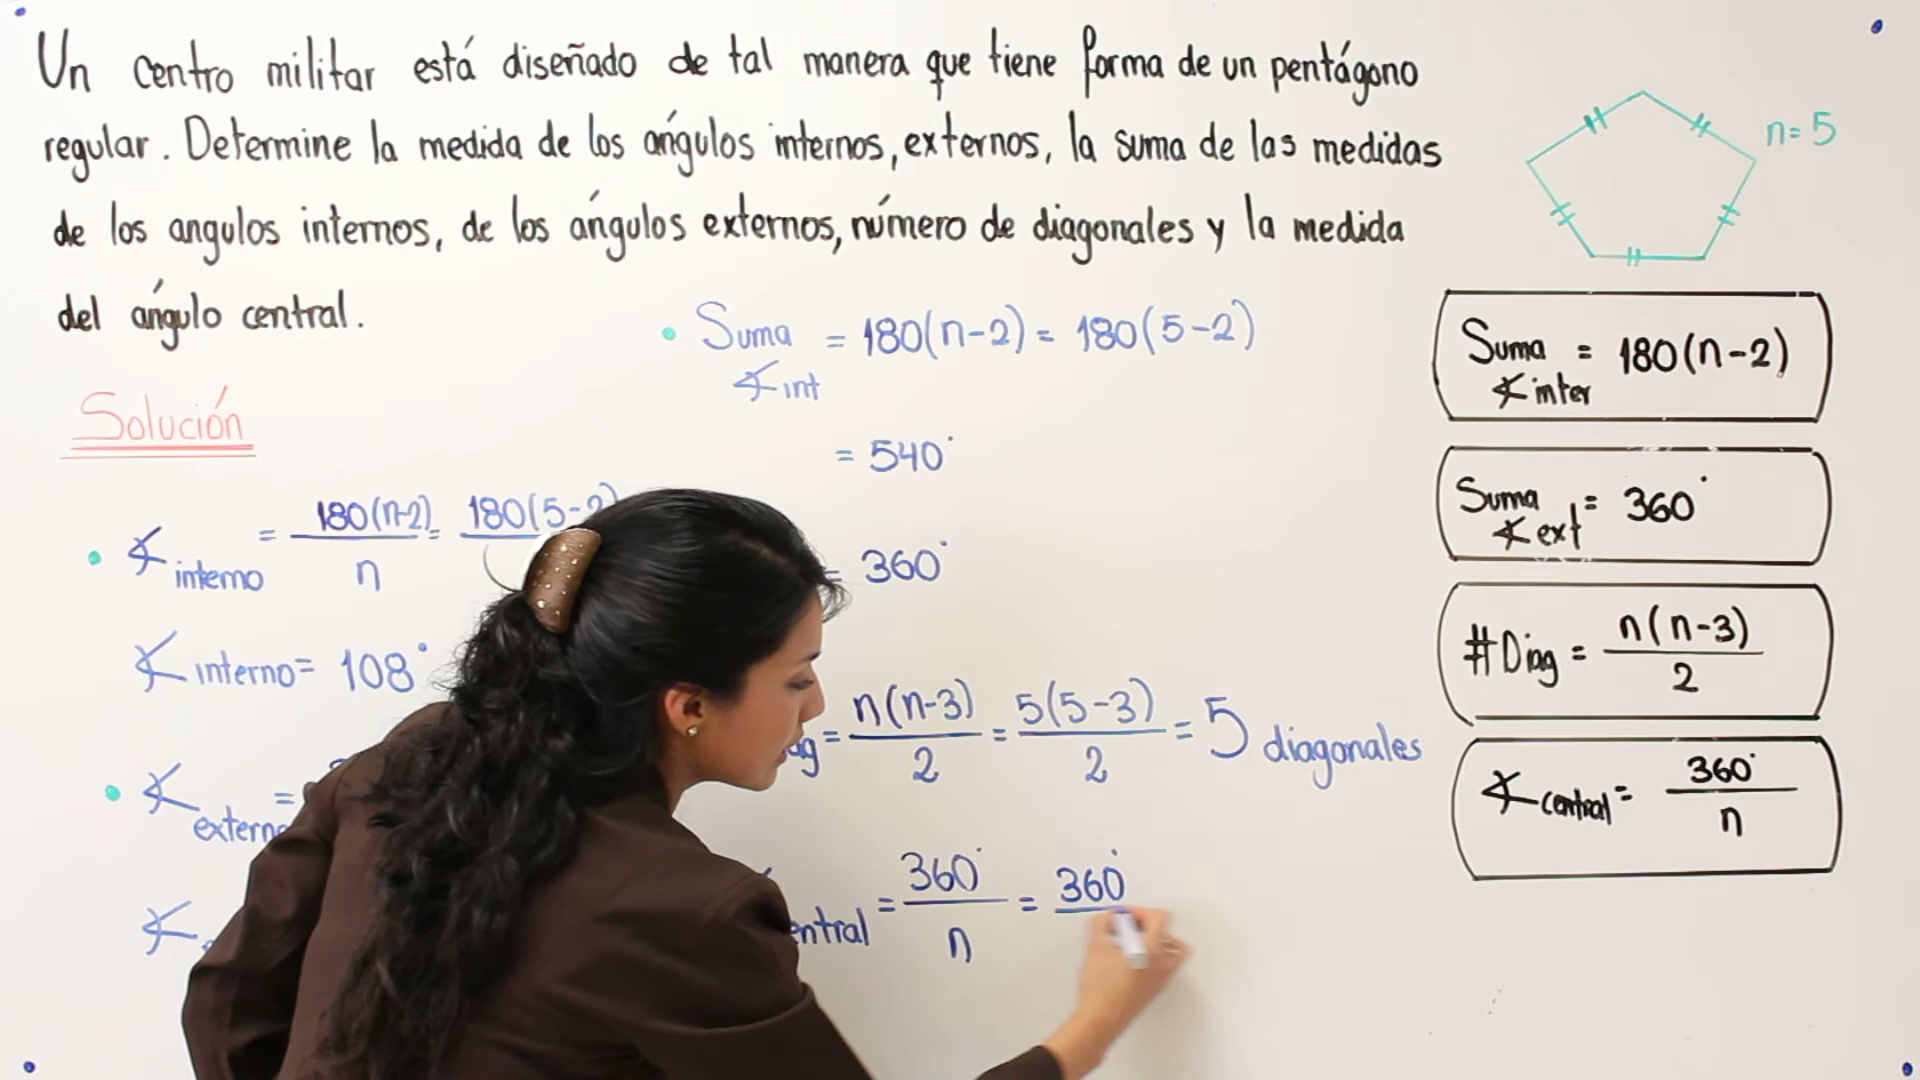 Un centro militar está diseñado de tal manera que tiene forma de un pentágono
regular. Determine la medida de los ángulos internos, externos, la suma de las medidas
de los angulos internos, de los ángulos externos, número de diagonales y la medida
del ángulo central.
n=5
Solución
∡ interno = 180(n-2) / n = 180(5-2
∡ interno = 108°
∡ extern =
∡
• Suma ∡ int = 180(n-2) = 180(5-2)
= 540°
= 360°
ag = n(n-3) / 2 = 5(5-3) / 2 = 5 diagonales
entral = 360° / n = 360°
Suma ∡ inter = 180(n-2)
Suma ∡ ext = 360°
#Diag = n(n-3) / 2
∡ central = 360° / n